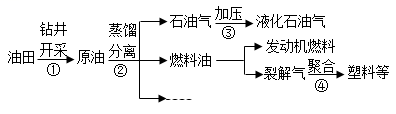 钻井 蒸馏 石油气 加压 液化石油气
油田 开采 原油 分离 ③
① ② 燃料油 发动机燃料
裂解气 聚合 塑料等
④